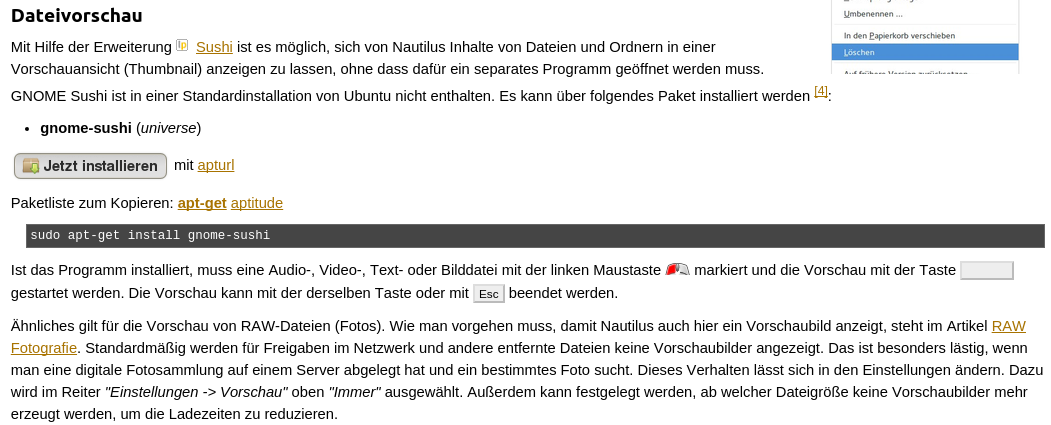 Dateivorschau
Umbenennen ...
In den Papierkorb verschieben
Löschen
Auf frühere Version zurücksetzen
Mit Hilfe der Erweiterung Sushi ist es möglich, sich von Nautilus Inhalte von Dateien und Ordnern in einer
Vorschauansicht (Thumbnail) anzeigen zu lassen, ohne dass dafür ein separates Programm geöffnet werden muss.
GNOME Sushi ist in einer Standardinstallation von Ubuntu nicht enthalten. Es kann über folgendes Paket installiert werden [4]:
• gnome-sushi (universe)
Jetzt installieren mit apturl
Paketliste zum Kopieren: apt-get aptitude
sudo apt-get install gnome-sushi
Ist das Programm installiert, muss eine Audio-, Video-, Text- oder Bilddatei mit der linken Maustaste markiert und die Vorschau mit der Taste
gestartet werden. Die Vorschau kann mit der derselben Taste oder mit Esc beendet werden.
Ähnliches gilt für die Vorschau von RAW-Dateien (Fotos). Wie man vorgehen muss, damit Nautilus auch hier ein Vorschaubild anzeigt, steht im Artikel RAW
Fotografie. Standardmäßig werden für Freigaben im Netzwerk und andere entfernte Dateien keine Vorschaubilder angezeigt. Das ist besonders lästig, wenn
man eine digitale Fotosammlung auf einem Server abgelegt hat und ein bestimmtes Foto sucht. Dieses Verhalten lässt sich in den Einstellungen ändern. Dazu
wird im Reiter "Einstellungen -> Vorschau" oben "Immer" ausgewählt. Außerdem kann festgelegt werden, ab welcher Dateigröße keine Vorschaubilder mehr
erzeugt werden, um die Ladezeiten zu reduzieren.